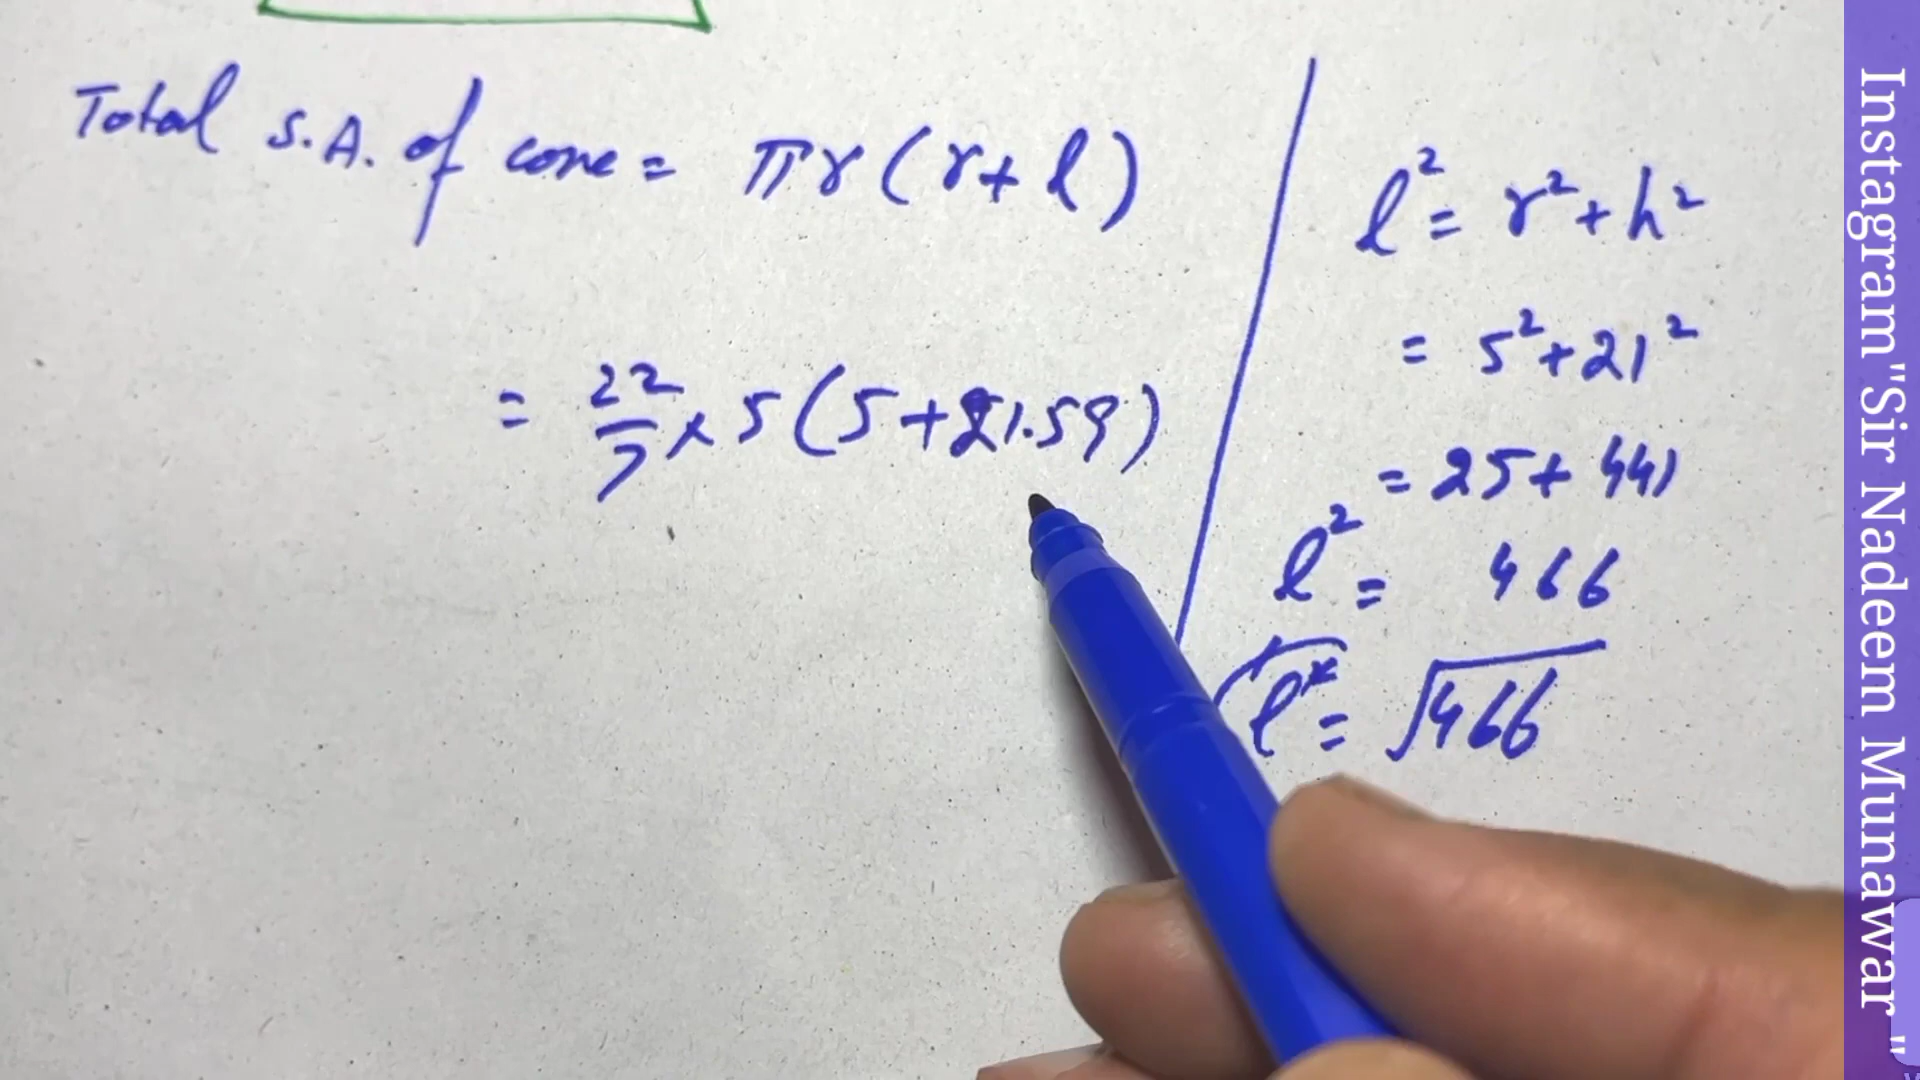 Total S.A. of cone = πr(r+l)
= 22/7 × 5(5+21.59)
l² = r²+h²
= 5²+21²
= 25+441
l² = 466
√l² = √466
Instagram"Sir Nadeem Munawar"